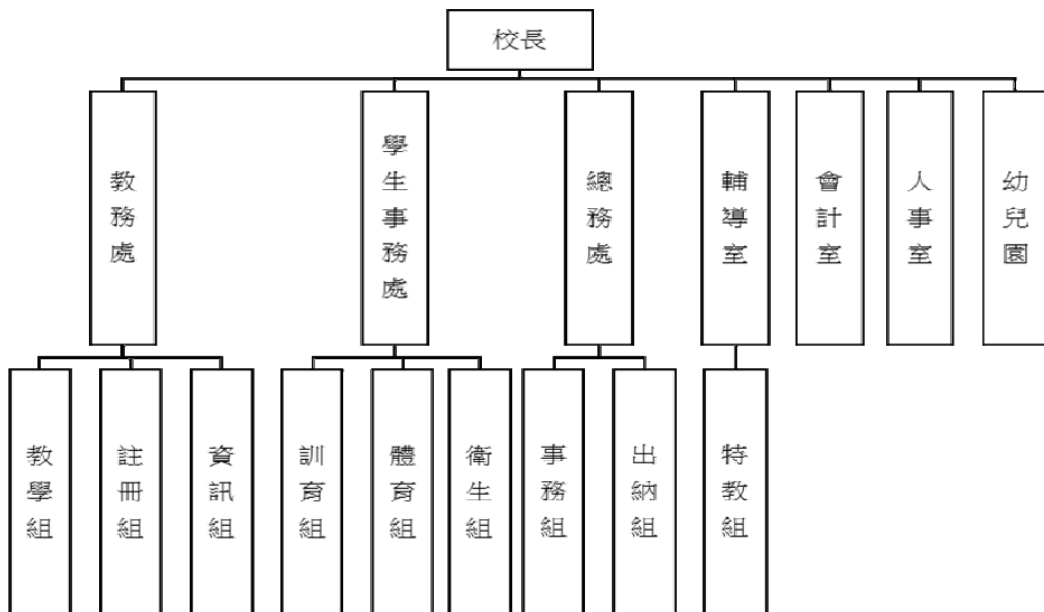 校長
教務處
學生事務處
總務處
輔導室
會計室
人事室
幼兒園
教學組
註冊組
資訊組
訓育組
體育組
衛生組
事務組
出納組
特教組